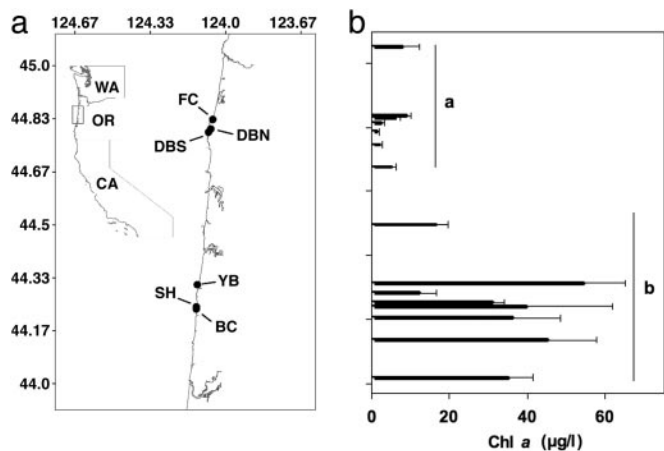 a
124.67 124.33 124.0 123.67
45.0
44.83
44.67
44.5
44.33
44.17
44.0
WA
OR
CA
FC
DBN
DBS
YB
SH
BC
b
a
b
0 20 40 60
Chl a (µg/l)